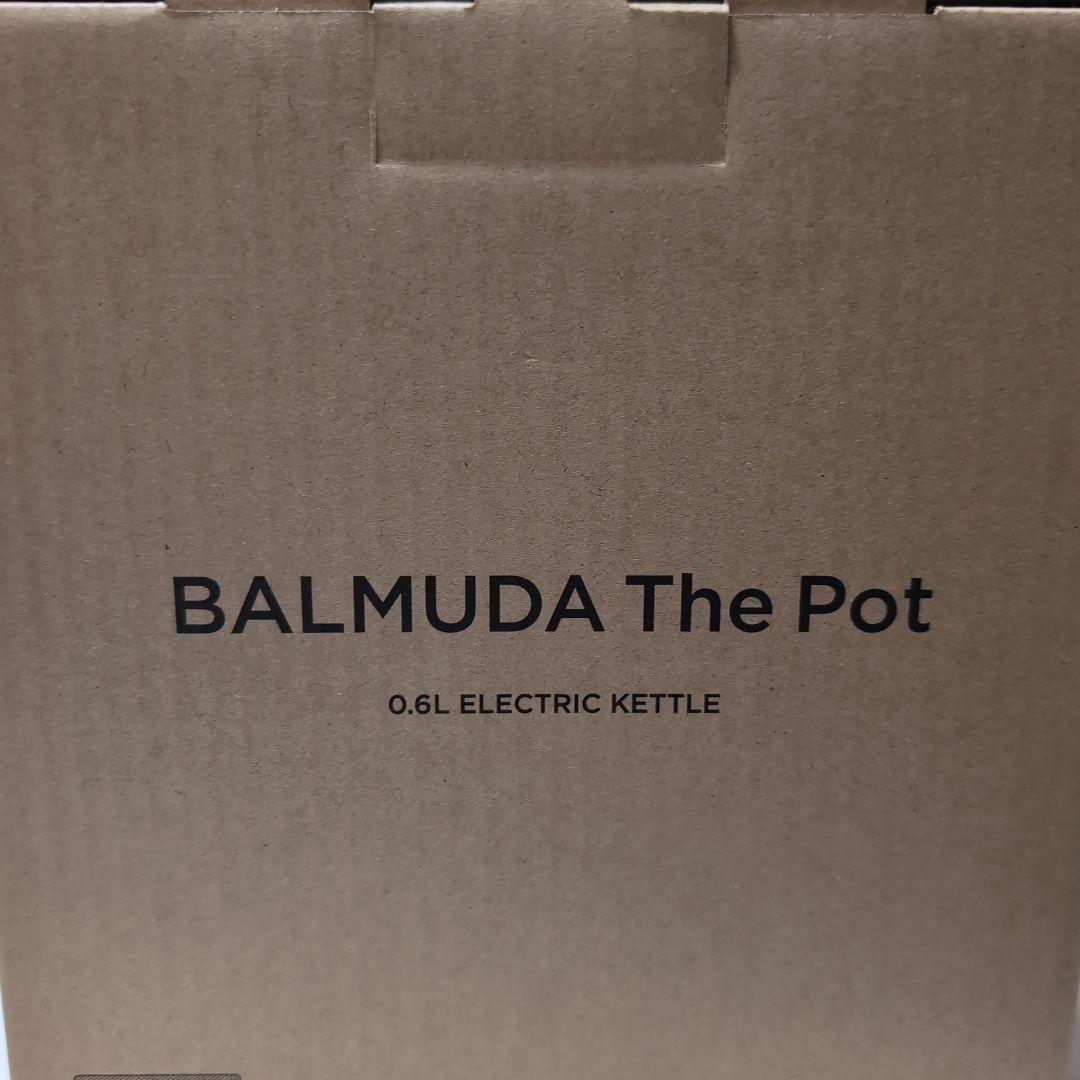 BALMUDA The Pot
0.6L ELECTRIC KETTLE